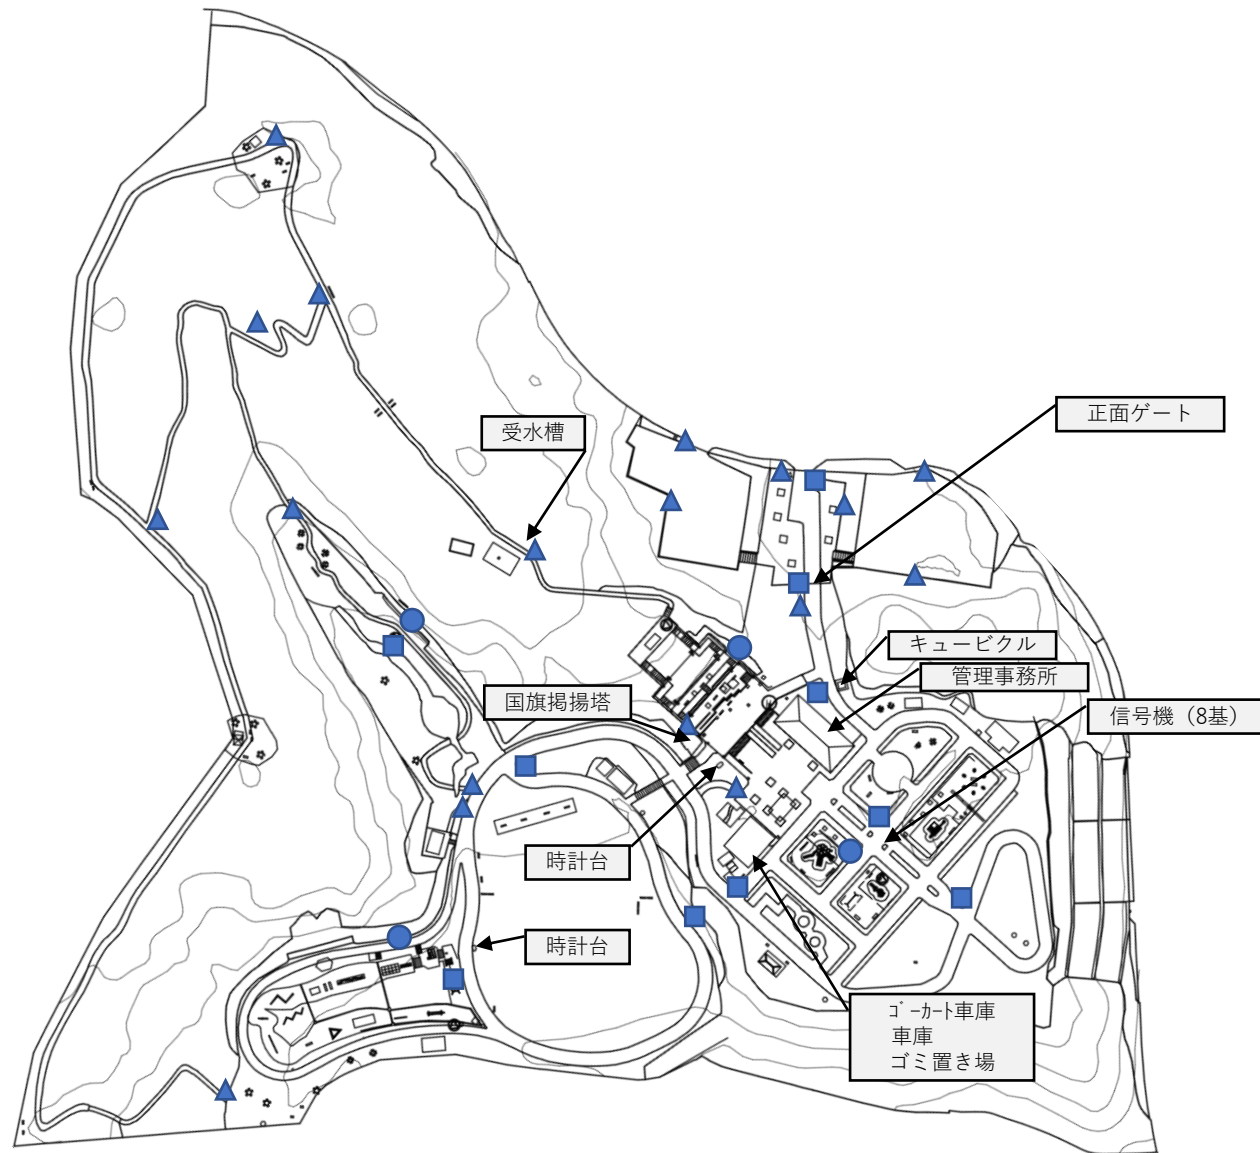 正面ゲート
受水槽
キュービクル
管理事務所
国旗掲揚塔
信号機（8基）
時計台
時計台
ｺﾞｰｶｰﾄ車庫
車庫
ゴミ置き場